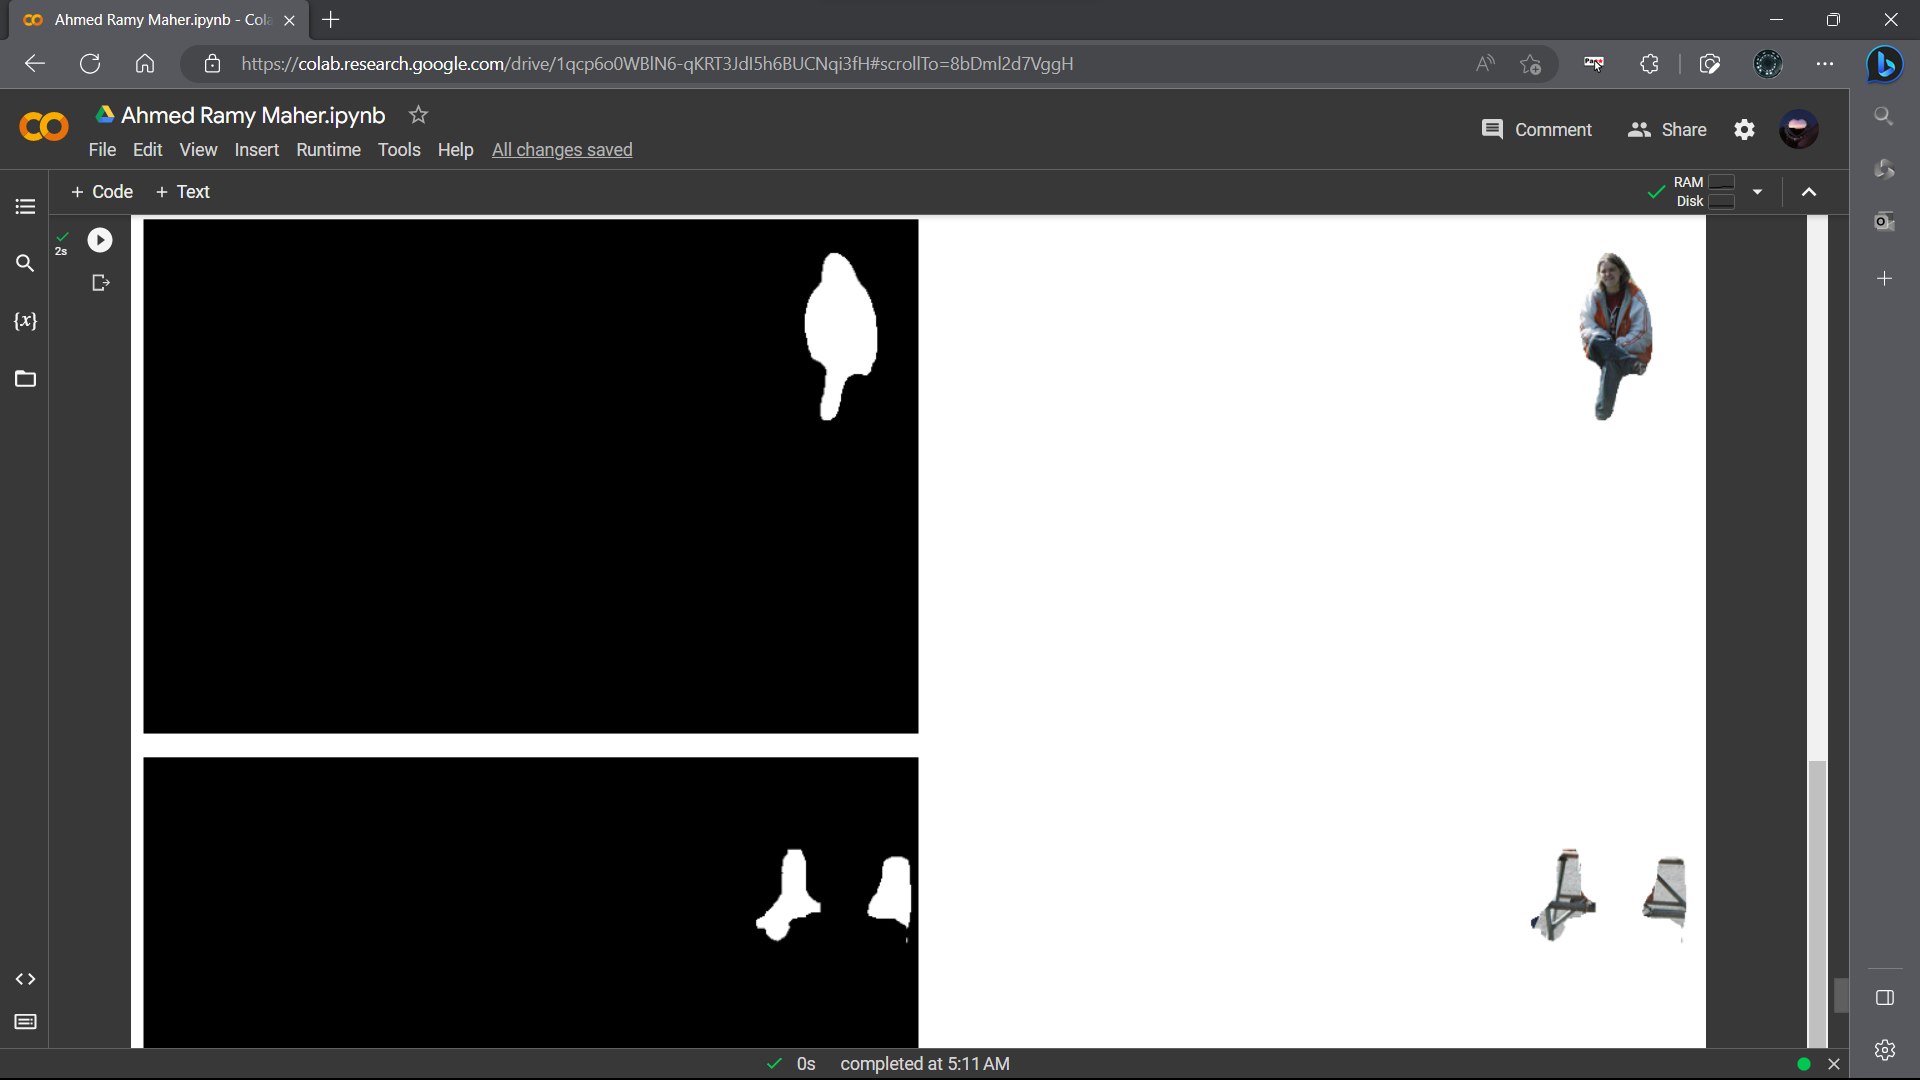 Ahmed Ramy Maher.ipynb - Cola
https://colab.research.google.com/drive/1qcp6o0WBlN6-qKRT3JdI5h6BUCNqi3fH#scrollTo=8bDml2d7VggH
Ahmed Ramy Maher.ipynb
Comment
Share
File Edit View Insert Runtime Tools Help All changes saved
+ Code + Text
RAM
Disk
2s
{x}
0s completed at 5:11 AM